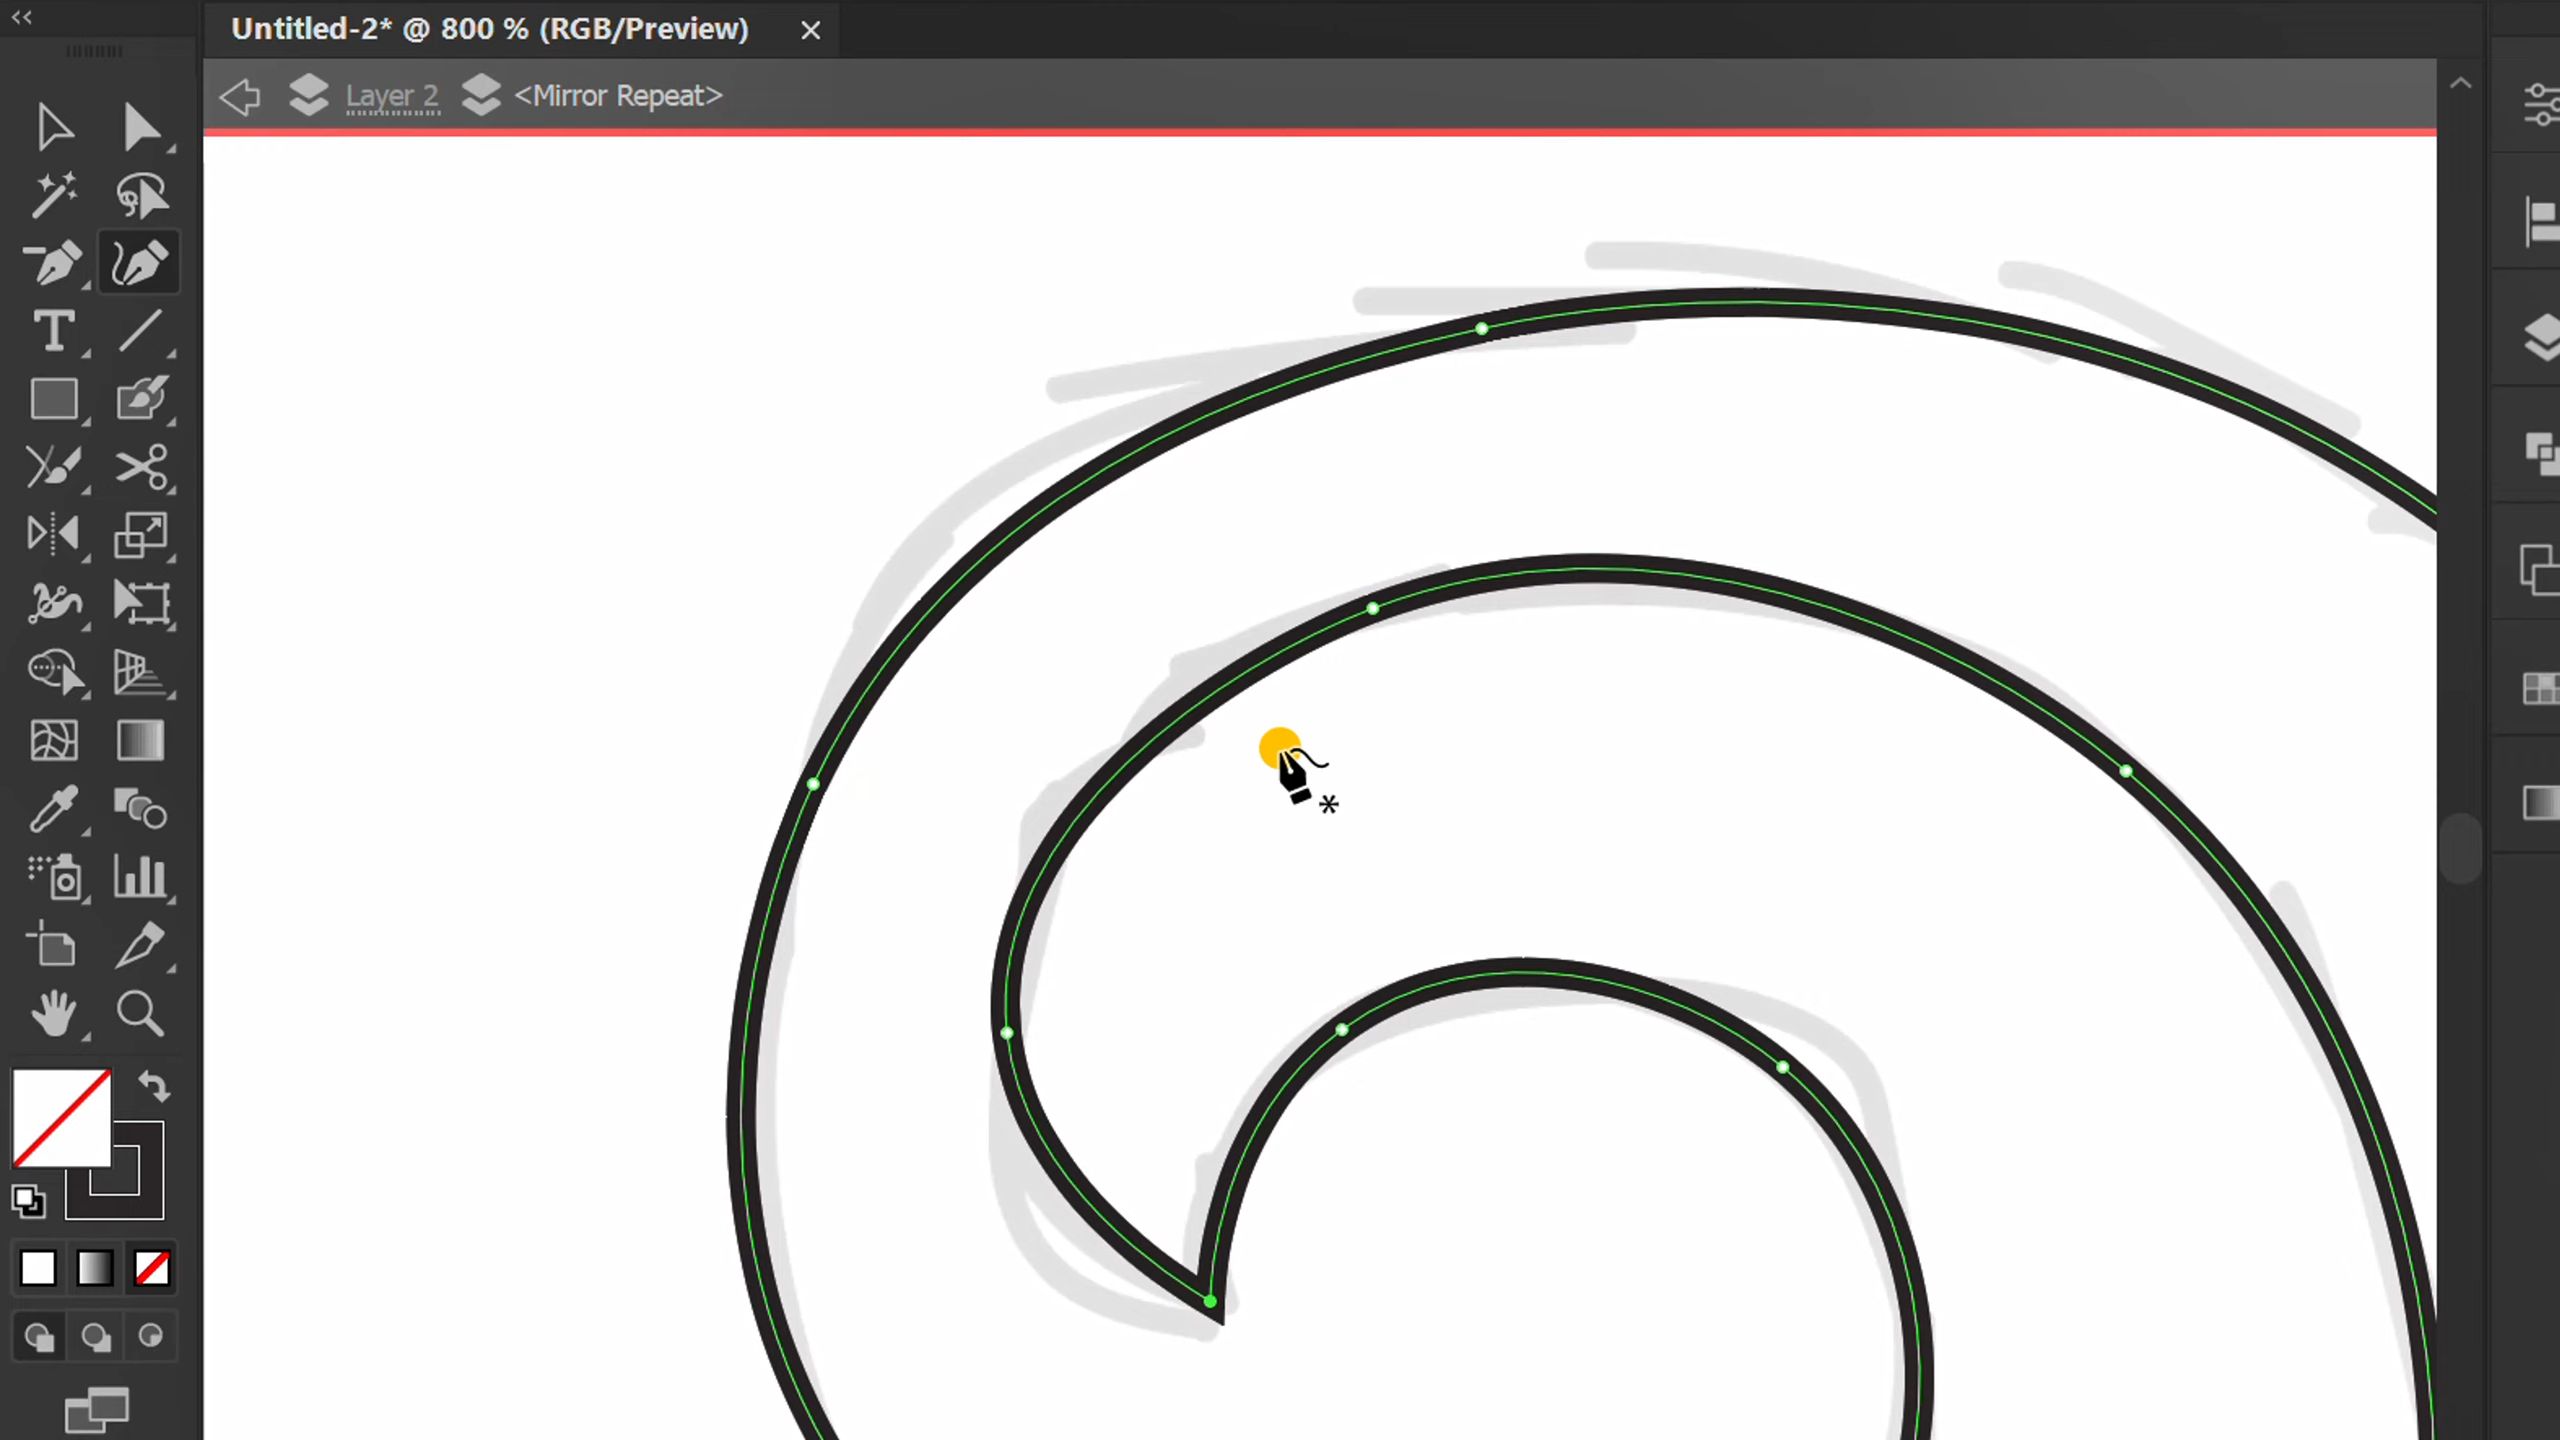 Untitled-2* @ 800 % (RGB/Preview)
Layer 2 <Mirror Repeat>